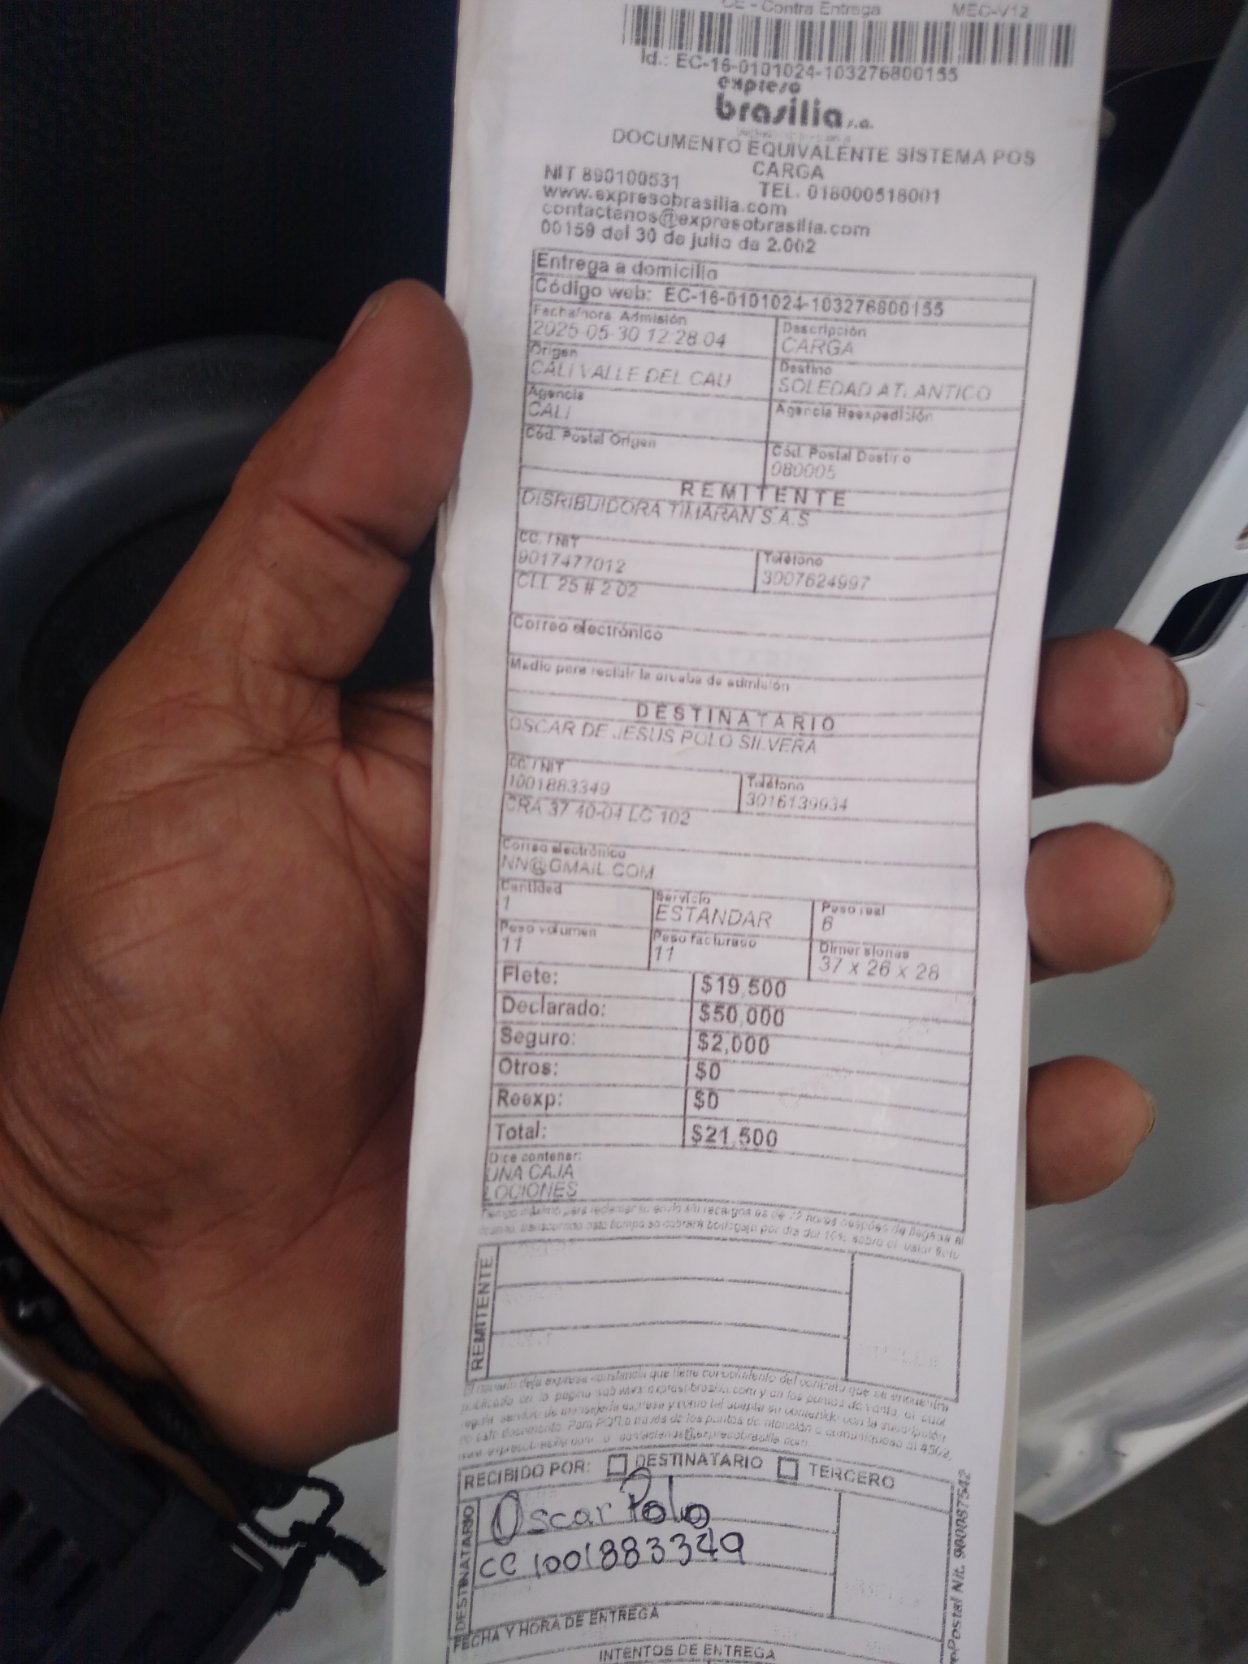 CE - Contra Entrega MEC-V12
Id.: EC-16-0101024-103276800155
expreso
brasilia s.a.
DOCUMENTO EQUIVALENTE SISTEMA POS
CARGA
NIT 890100531 TEL. 018000518001
www.expresobrasilia.com
contactenos@expresobrasilia.com
00159 del 30 de julio de 2.002
Entrega a domicilio
Código web: EC-16-0101024-103276800155
Fecha/hora Admisión Descripción
2025-05-30 12:28:04 CARGA
Origen Destino
CALI VALLE DEL CAU SOLEDAD ATLANTICO
Agencia Agencia Reexpedición
CALI
Cód. Postal Origen Cód. Postal Destino
080005
REMITENTE
DISRIBUIDORA TIMARAN S.A.S
CC. / NIT Teléfono
9017477012 3007624997
CLL 25 # 2 02
Correo electrónico
Medio para recibir la prueba de admisión
DESTINATARIO
OSCAR DE JESUS POLO SILVERA
CC. / NIT Teléfono
1001883349 3016139934
CRA 37 40-04 LC 102
Correo electrónico
NN@GMAIL.COM
Cantidad Servicio Peso real
1 ESTANDAR 6
Peso volumen Peso facturado Dimensiones
11 11 37 x 26 x 28
Flete: $19,500
Declarado: $50,000
Seguro: $2,000
Otros: $0
Reexp: $0
Total: $21,500
Dice contener:
UNA CAJA
LOCIONES
REMITENTE
RECIBIDO POR: DESTINATARIO TERCERO
DESTINATARIO
Oscar Polo
CC 1001883349
FECHA Y HORA DE ENTREGA
INTENTOS DE ENTREGA
Postal Nit. 900087542